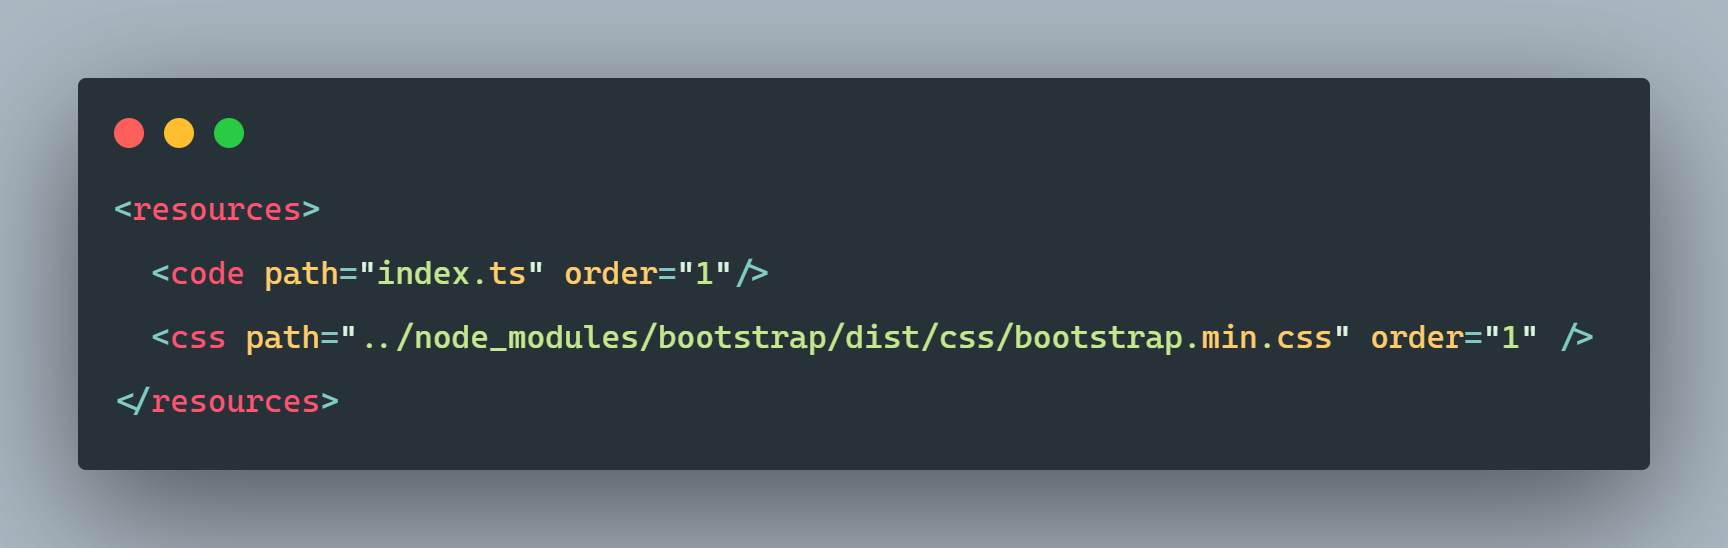 <resources>
<code path="index.ts" order="1"/>
<css path="../node_modules/bootstrap/dist/css/bootstrap.min.css" order="1" />
</resources>